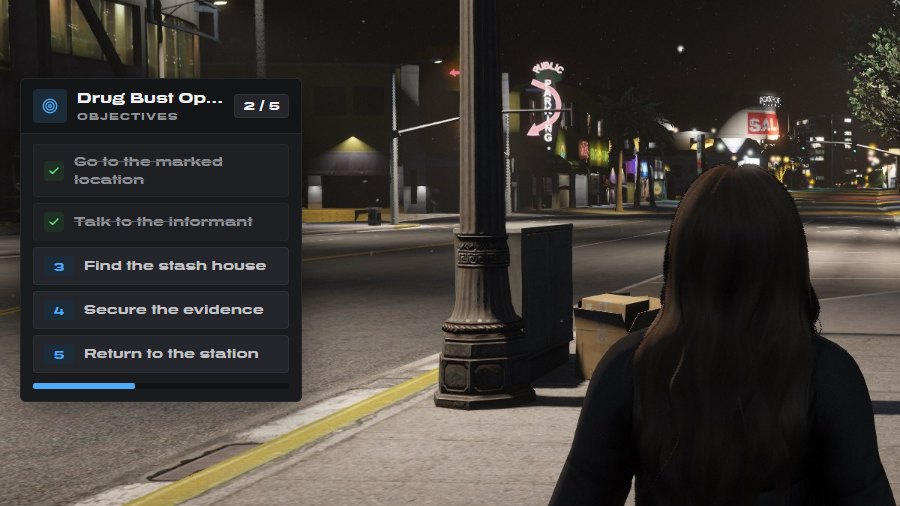 Drug Bust Op...
2 / 5
OBJECTIVES
Go to the marked
location
Talk to the informant
3 Find the stash house
4 Secure the evidence
5 Return to the station
PUBLIC
PARKING